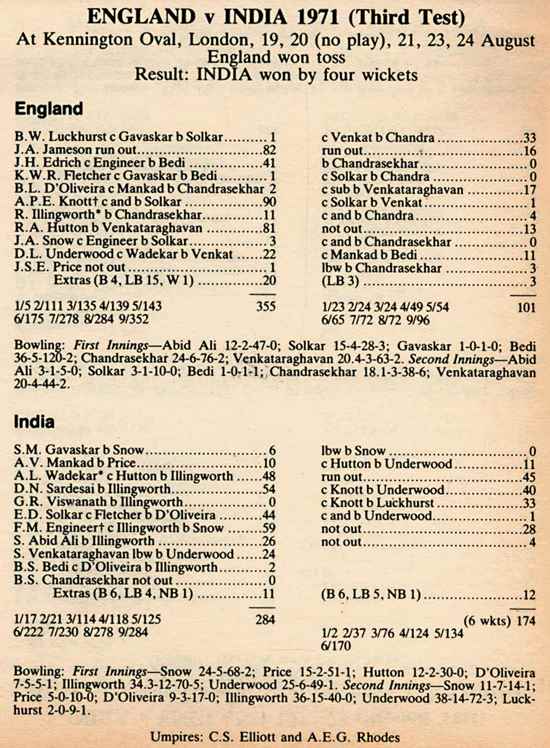 ENGLAND v INDIA 1971 (Third Test)
At Kennington Oval, London, 19, 20 (no play), 21, 23, 24 August
England won toss
Result: INDIA won by four wickets
England
B.W. Luckhurst c Gavaskar b Solkar..........1 c Venkat b Chandra..........33
J.A. Jameson run out..........82 run out..........16
J.H. Edrich c Engineer b Bedi..........41 b Chandrasekhar..........0
K.W.R. Fletcher c Gavaskar b Bedi..........1 c Solkar b Chandra..........0
B.L. D'Oliveira c Mankad b Chandrasekhar 2 c sub b Venkataraghavan..........17
A.P.E. Knott† c and b Solkar..........90 c Solkar b Venkat..........1
R. Illingworth* b Chandrasekhar..........11 c and b Chandra..........4
R.A. Hutton b Venkataraghavan..........81 not out..........13
J.A. Snow c Engineer b Solkar..........3 c and b Chandrasekhar..........0
D.L. Underwood c Wadekar b Venkat..........22 c Mankad b Bedi..........11
J.S.E. Price not out..........1 lbw b Chandrasekhar..........3
Extras (B 4, LB 15, W 1)..........20 (LB 3)..........3
1/5 2/111 3/135 4/139 5/143 355 1/23 2/24 3/24 4/49 5/54 101
6/175 7/278 8/284 9/352 6/65 7/72 8/72 9/96
Bowling: First Innings—Abid Ali 12-2-47-0; Solkar 15-4-28-3; Gavaskar 1-0-1-0; Bedi
36-5-120-2; Chandrasekhar 24-6-76-2; Venkataraghavan 20.4-3-63-2. Second Innings—Abid
Ali 3-1-5-0; Solkar 3-1-10-0; Bedi 1-0-1-1; Chandrasekhar 18.1-3-38-6; Venkataraghavan
20-4-44-2.
India
S.M. Gavaskar b Snow..........6 lbw b Snow..........0
A.V. Mankad b Price..........10 c Hutton b Underwood..........11
A.L. Wadekar* c Hutton b Illingworth..........48 run out..........45
D.N. Sardesai b Illingworth..........54 c Knott b Underwood..........40
G.R. Viswanath b Illingworth..........0 c Knott b Luckhurst..........33
E.D. Solkar c Fletcher b D'Oliveira..........44 c and b Underwood..........1
F.M. Engineer† c Illingworth b Snow..........59 not out..........28
S. Abid Ali b Illingworth..........26 not out..........4
S. Venkataraghavan lbw b Underwood..........24
B.S. Bedi c D'Oliveira b Illingworth..........2
B.S. Chandrasekhar not out..........0
Extras (B 6, LB 4, NB 1)..........11 (B 6, LB 5, NB 1)..........12
1/17 2/21 3/114 4/118 5/125 284 (6 wkts) 174
6/222 7/230 8/278 9/284 1/2 2/37 3/76 4/124 5/134
6/170
Bowling: First Innings—Snow 24-5-68-2; Price 15-2-51-1; Hutton 12-2-30-0; D'Oliveira
7-5-5-1; Illingworth 34.3-12-70-5; Underwood 25-6-49-1. Second Innings—Snow 11-7-14-1;
Price 5-0-10-0; D'Oliveira 9-3-17-0; Illingworth 36-15-40-0; Underwood 38-14-72-3; Luck-
hurst 2-0-9-1.
Umpires: C.S. Elliott and A.E.G. Rhodes